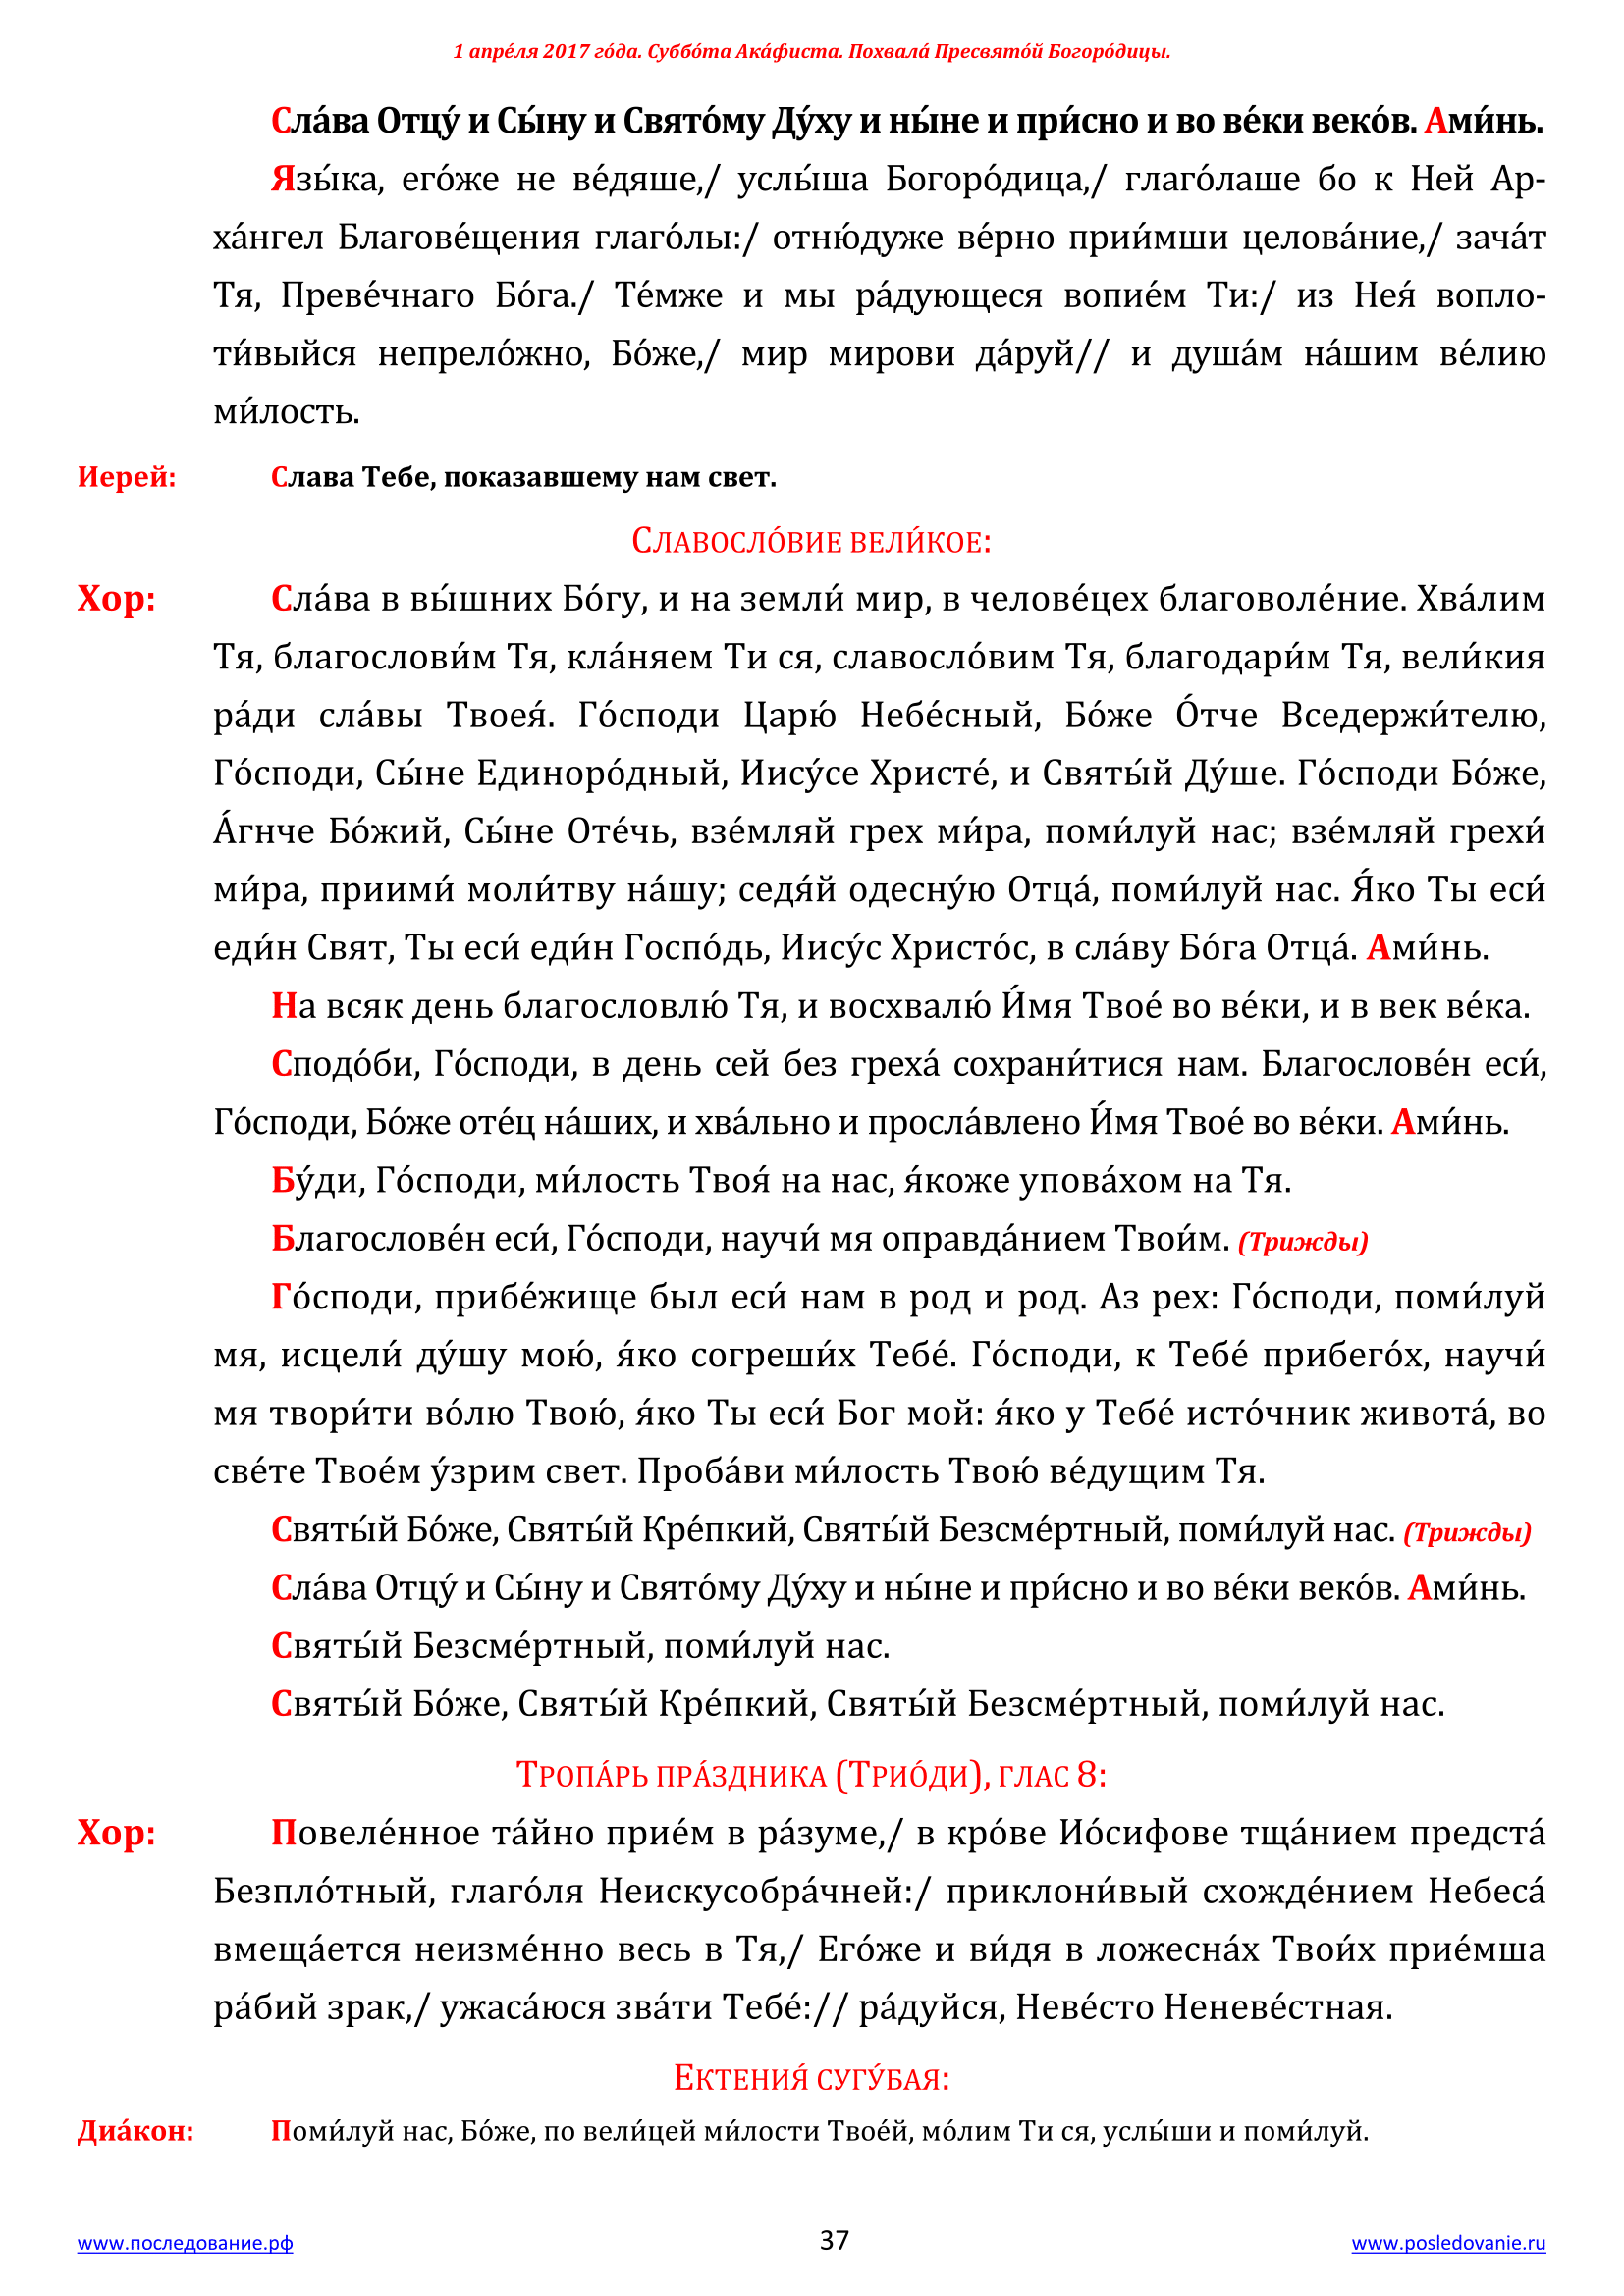 1 апре́ля 2017 го́да. Суббо́та Ака́фиста. Похвала́ Пресвято́й Богоро́дицы.
Сла́ва Отцу́ и Сы́ну и Свято́му Ду́ху и ны́не и при́сно и во ве́ки веко́в. Ами́нь.
Язы́ка, его́же не ве́дяше,/ услы́ша Богоро́дица,/ глаго́лаше бо к Ней Ар-
ха́нгел Благове́щения глаго́лы:/ отню́дуже ве́рно прии́мши целова́ние,/ зача́т
Тя, Преве́чнаго Бо́га./ Те́мже и мы ра́дующеся вопие́м Ти:/ из Нея́ вопло-
ти́выйся непрело́жно, Бо́же,/ мир мирови да́руй// и душа́м на́шим ве́лию
ми́лость.
Иерей: Слава Тебе, показавшему нам свет.
Славосло́вие вели́кое:
Хор: Сла́ва в вы́шних Бо́гу, и на земли́ мир, в челове́цех благоволе́ние. Хва́лим
Тя, благослови́м Тя, кла́няем Ти ся, славосло́вим Тя, благодари́м Тя, вели́кия
ра́ди сла́вы Твоея́. Го́споди Царю́ Небе́сный, Бо́же О́тче Вседержи́телю,
Го́споди, Сы́не Единоро́дный, Иису́се Христе́, и Святы́й Ду́ше. Го́споди Бо́же,
А́гнче Бо́жий, Сы́не Оте́чь, взе́мляй грех ми́ра, поми́луй нас; взе́мляй грехи́
ми́ра, приими́ моли́тву на́шу; седя́й одесну́ю Отца́, поми́луй нас. Я́ко Ты еси́
еди́н Свят, Ты еси́ еди́н Госпо́дь, Иису́с Христо́с, в сла́ву Бо́га Отца́. Ами́нь.
На всяк день благословлю́ Тя, и восхвалю́ И́мя Твое́ во ве́ки, и в век ве́ка.
Сподо́би, Го́споди, в день сей без греха́ сохрани́тися нам. Благослове́н еси́,
Го́споди, Бо́же оте́ц на́ших, и хва́льно и просла́влено И́мя Твое́ во ве́ки. Ами́нь.
Бу́ди, Го́споди, ми́лость Твоя́ на нас, я́коже упова́хом на Тя.
Благослове́н еси́, Го́споди, научи́ мя оправда́нием Твои́м. (Трижды)
Го́споди, прибе́жище был еси́ нам в род и род. Аз рех: Го́споди, поми́луй
мя, исцели́ ду́шу мою́, я́ко согреши́х Тебе́. Го́споди, к Тебе́ прибего́х, научи́
мя твори́ти во́лю Твою́, я́ко Ты еси́ Бог мой: я́ко у Тебе́ исто́чник живота́, во
све́те Твое́м у́зрим свет. Проба́ви ми́лость Твою́ ве́дущим Тя.
Святы́й Бо́же, Святы́й Кре́пкий, Святы́й Безсме́ртный, поми́луй нас. (Трижды)
Сла́ва Отцу́ и Сы́ну и Свято́му Ду́ху и ны́не и при́сно и во ве́ки веко́в. Ами́нь.
Святы́й Безсме́ртный, поми́луй нас.
Святы́й Бо́же, Святы́й Кре́пкий, Святы́й Безсме́ртный, поми́луй нас.
Тропа́рь пра́здника (Трио́ди), глас 8:
Хор: Повеле́нное та́йно прие́м в ра́зуме,/ в кро́ве Ио́сифове тща́нием предста́
Безпло́тный, глаго́ля Неискусобра́чней:/ приклони́вый схожде́нием Небеса́
вмеща́ется неизме́нно весь в Тя,/ Его́же и ви́дя в ложесна́х Твои́х прие́мша
ра́бий зрак,/ ужаса́юся зва́ти Тебе́:// ра́дуйся, Неве́сто Неневе́стная.
Ектения́ сугу́бая:
Диа́кон: Поми́луй нас, Бо́же, по вели́цей ми́лости Твое́й, мо́лим Ти ся, услы́ши и поми́луй.
www.последование.рф 37 www.posledovanie.ru